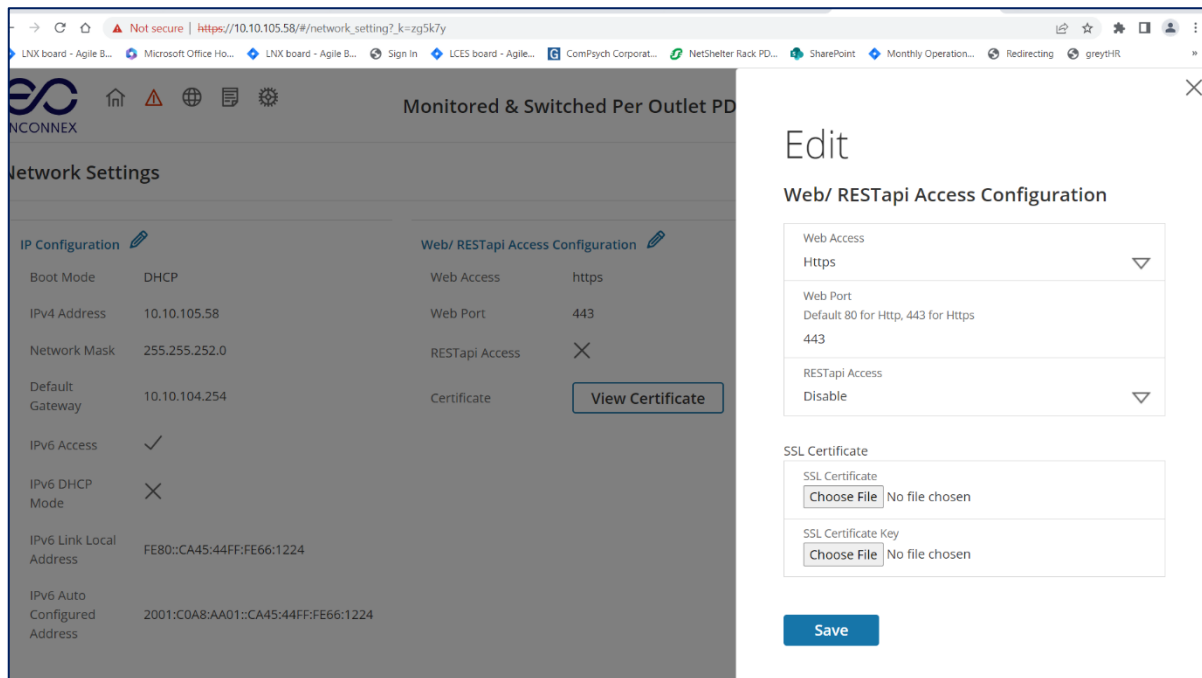 Not secure | https://10.10.105.58/#/network_setting?_k=zg5k7y
LNX board - Agile B... Microsoft Office Ho... LNX board - Agile B... Sign In LCES board - Agile... ComPsych Corporat... NetShelter Rack PD... SharePoint Monthly Operation... Redirecting greytHR »
NCONNEX
Monitored & Switched Per Outlet PD
Network Settings
IP Configuration
Boot Mode DHCP
IPv4 Address 10.10.105.58
Network Mask 255.255.252.0
Default
Gateway
10.10.104.254
IPv6 Access
IPv6 DHCP
Mode
IPv6 Link Local
Address
FE80::CA45:44FF:FE66:1224
IPv6 Auto
Configured
Address
2001:C0A8:AA01::CA45:44FF:FE66:1224
Web/ RESTapi Access Configuration
Web Access https
Web Port 443
RESTapi Access
Certificate View Certificate
Edit
Web/ RESTapi Access Configuration
Web Access
Https
Web Port
Default 80 for Http, 443 for Https
443
RESTapi Access
Disable
SSL Certificate
SSL Certificate
Choose File No file chosen
SSL Certificate Key
Choose File No file chosen
Save